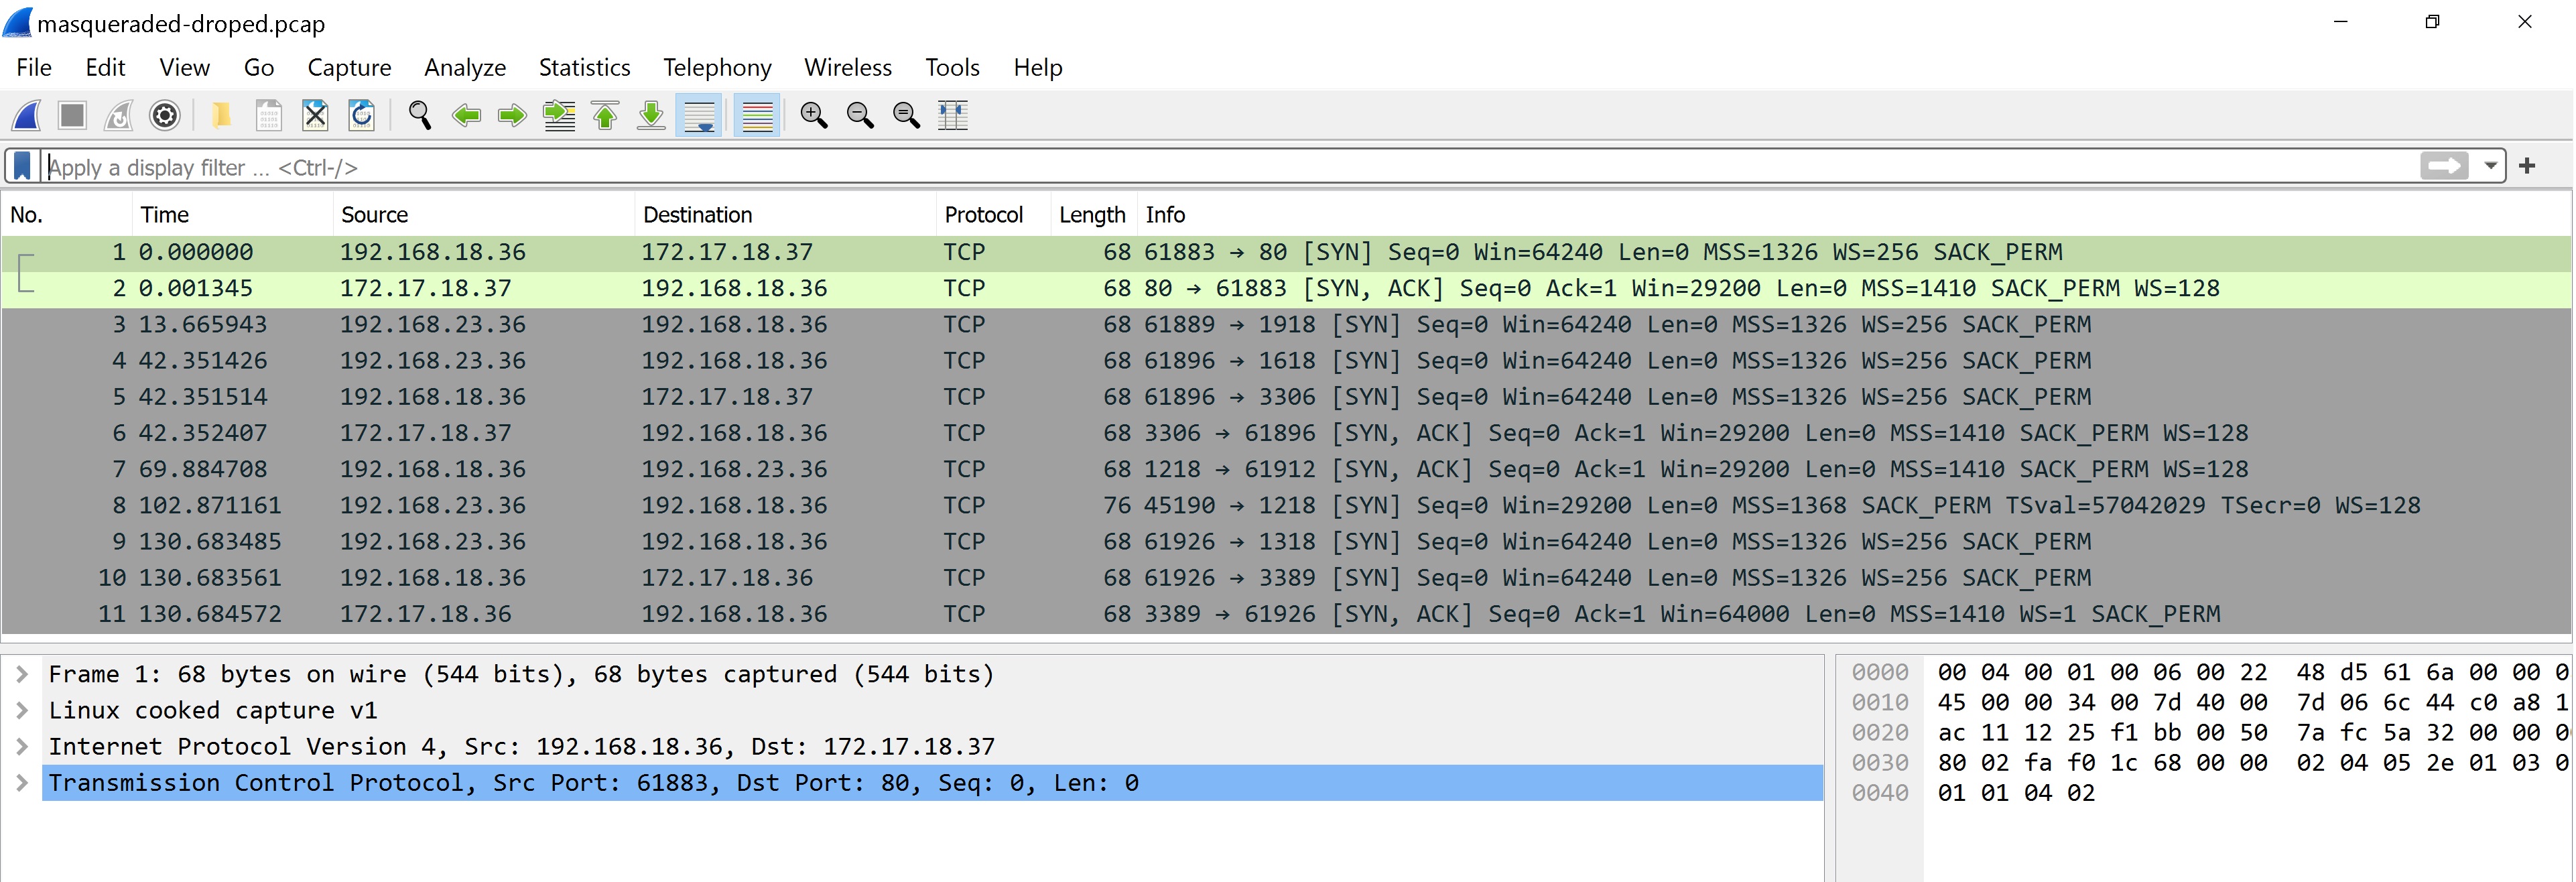 masqueraded-droped.pcap
File Edit View Go Capture Analyze Statistics Telephony Wireless Tools Help
Apply a display filter ... <Ctrl-/>
No. Time Source Destination Protocol Length Info
1 0.000000 192.168.18.36 172.17.18.37 TCP 68 61883 → 80 [SYN] Seq=0 Win=64240 Len=0 MSS=1326 WS=256 SACK_PERM
2 0.001345 172.17.18.37 192.168.18.36 TCP 68 80 → 61883 [SYN, ACK] Seq=0 Ack=1 Win=29200 Len=0 MSS=1410 SACK_PERM WS=128
3 13.665943 192.168.23.36 192.168.18.36 TCP 68 61889 → 1918 [SYN] Seq=0 Win=64240 Len=0 MSS=1326 WS=256 SACK_PERM
4 42.351426 192.168.23.36 192.168.18.36 TCP 68 61896 → 1618 [SYN] Seq=0 Win=64240 Len=0 MSS=1326 WS=256 SACK_PERM
5 42.351514 192.168.18.36 172.17.18.37 TCP 68 61896 → 3306 [SYN] Seq=0 Win=64240 Len=0 MSS=1326 WS=256 SACK_PERM
6 42.352407 172.17.18.37 192.168.18.36 TCP 68 3306 → 61896 [SYN, ACK] Seq=0 Ack=1 Win=29200 Len=0 MSS=1410 SACK_PERM WS=128
7 69.884708 192.168.18.36 192.168.23.36 TCP 68 1218 → 61912 [SYN, ACK] Seq=0 Ack=1 Win=29200 Len=0 MSS=1410 SACK_PERM WS=128
8 102.871161 192.168.23.36 192.168.18.36 TCP 76 45190 → 1218 [SYN] Seq=0 Win=29200 Len=0 MSS=1368 SACK_PERM TSval=57042029 TSecr=0 WS=128
9 130.683485 192.168.23.36 192.168.18.36 TCP 68 61926 → 1318 [SYN] Seq=0 Win=64240 Len=0 MSS=1326 WS=256 SACK_PERM
10 130.683561 192.168.18.36 172.17.18.36 TCP 68 61926 → 3389 [SYN] Seq=0 Win=64240 Len=0 MSS=1326 WS=256 SACK_PERM
11 130.684572 172.17.18.36 192.168.18.36 TCP 68 3389 → 61926 [SYN, ACK] Seq=0 Ack=1 Win=64000 Len=0 MSS=1410 WS=1 SACK_PERM
Frame 1: 68 bytes on wire (544 bits), 68 bytes captured (544 bits)
Linux cooked capture v1
Internet Protocol Version 4, Src: 192.168.18.36, Dst: 172.17.18.37
Transmission Control Protocol, Src Port: 61883, Dst Port: 80, Seq: 0, Len: 0
0000 00 04 00 01 00 06 00 22 48 d5 61 6a 00 00 0
0010 45 00 00 34 00 7d 40 00 7d 06 6c 44 c0 a8 1
0020 ac 11 12 25 f1 bb 00 50 7a fc 5a 32 00 00 0
0030 80 02 fa f0 1c 68 00 00 02 04 05 2e 01 03 0
0040 01 01 04 02